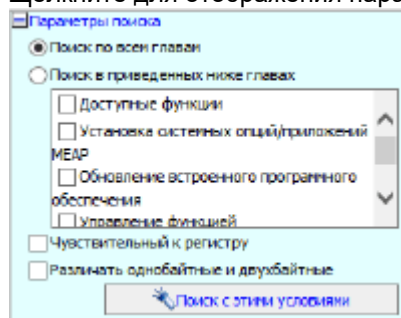 Щелкните для отображения пара
Параметры поиска
Поиск по всем главам
Поиск в приведенных ниже главах
Доступные функции
Установка системных опций/приложений
MEAP
Обновление встроенного программного
обеспечения
Управление функцией
Чувствительный к регистру
Различать однобайтные и двухбайтные
Поиск с этими условиями